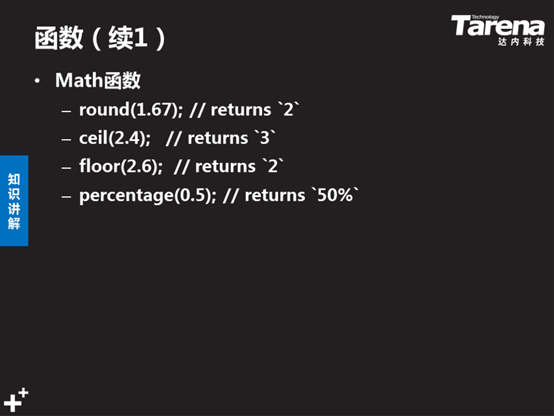 函数（续1）
Technology
Tarena
达内科技
• Math函数
– round(1.67); // returns `2`
– ceil(2.4);   // returns `3`
– floor(2.6);  // returns `2`
– percentage(0.5); // returns `50%`
知识讲解